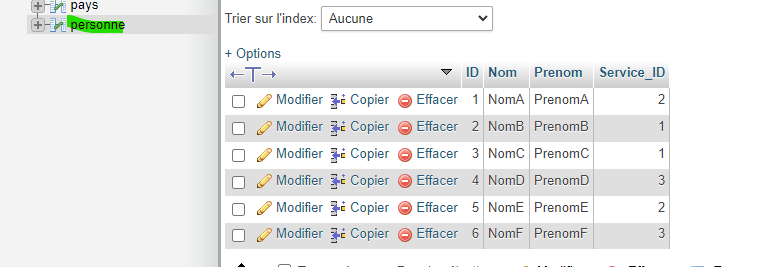 pays
personne
Trier sur l'index: Aucune
+ Options
ID Nom Prenom Service_ID
Modifier Copier Effacer 1 NomA PrenomA 2
Modifier Copier Effacer 2 NomB PrenomB 1
Modifier Copier Effacer 3 NomC PrenomC 1
Modifier Copier Effacer 4 NomD PrenomD 3
Modifier Copier Effacer 5 NomE PrenomE 2
Modifier Copier Effacer 6 NomF PrenomF 3